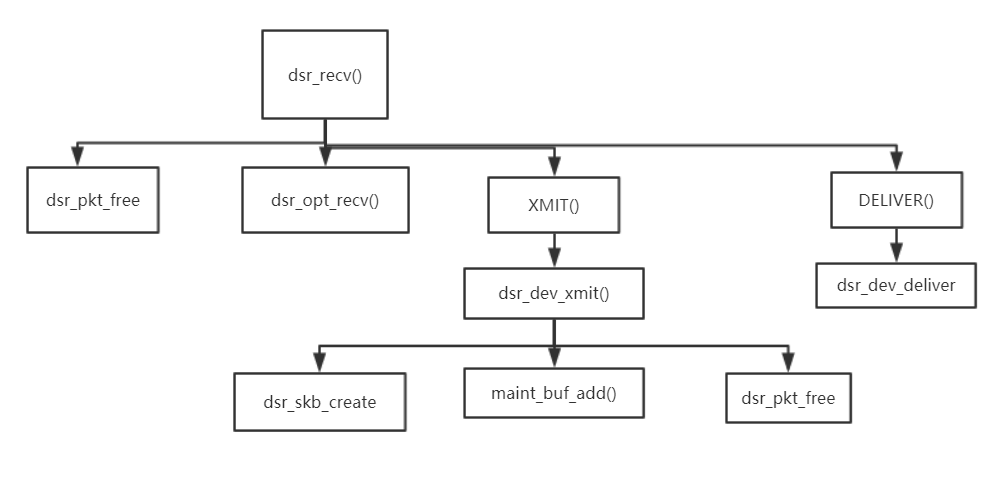 dsr_recv()
dsr_pkt_free
dsr_opt_recv()
XMIT()
DELIVER()
dsr_dev_xmit()
dsr_dev_deliver
dsr_skb_create
maint_buf_add()
dsr_pkt_free